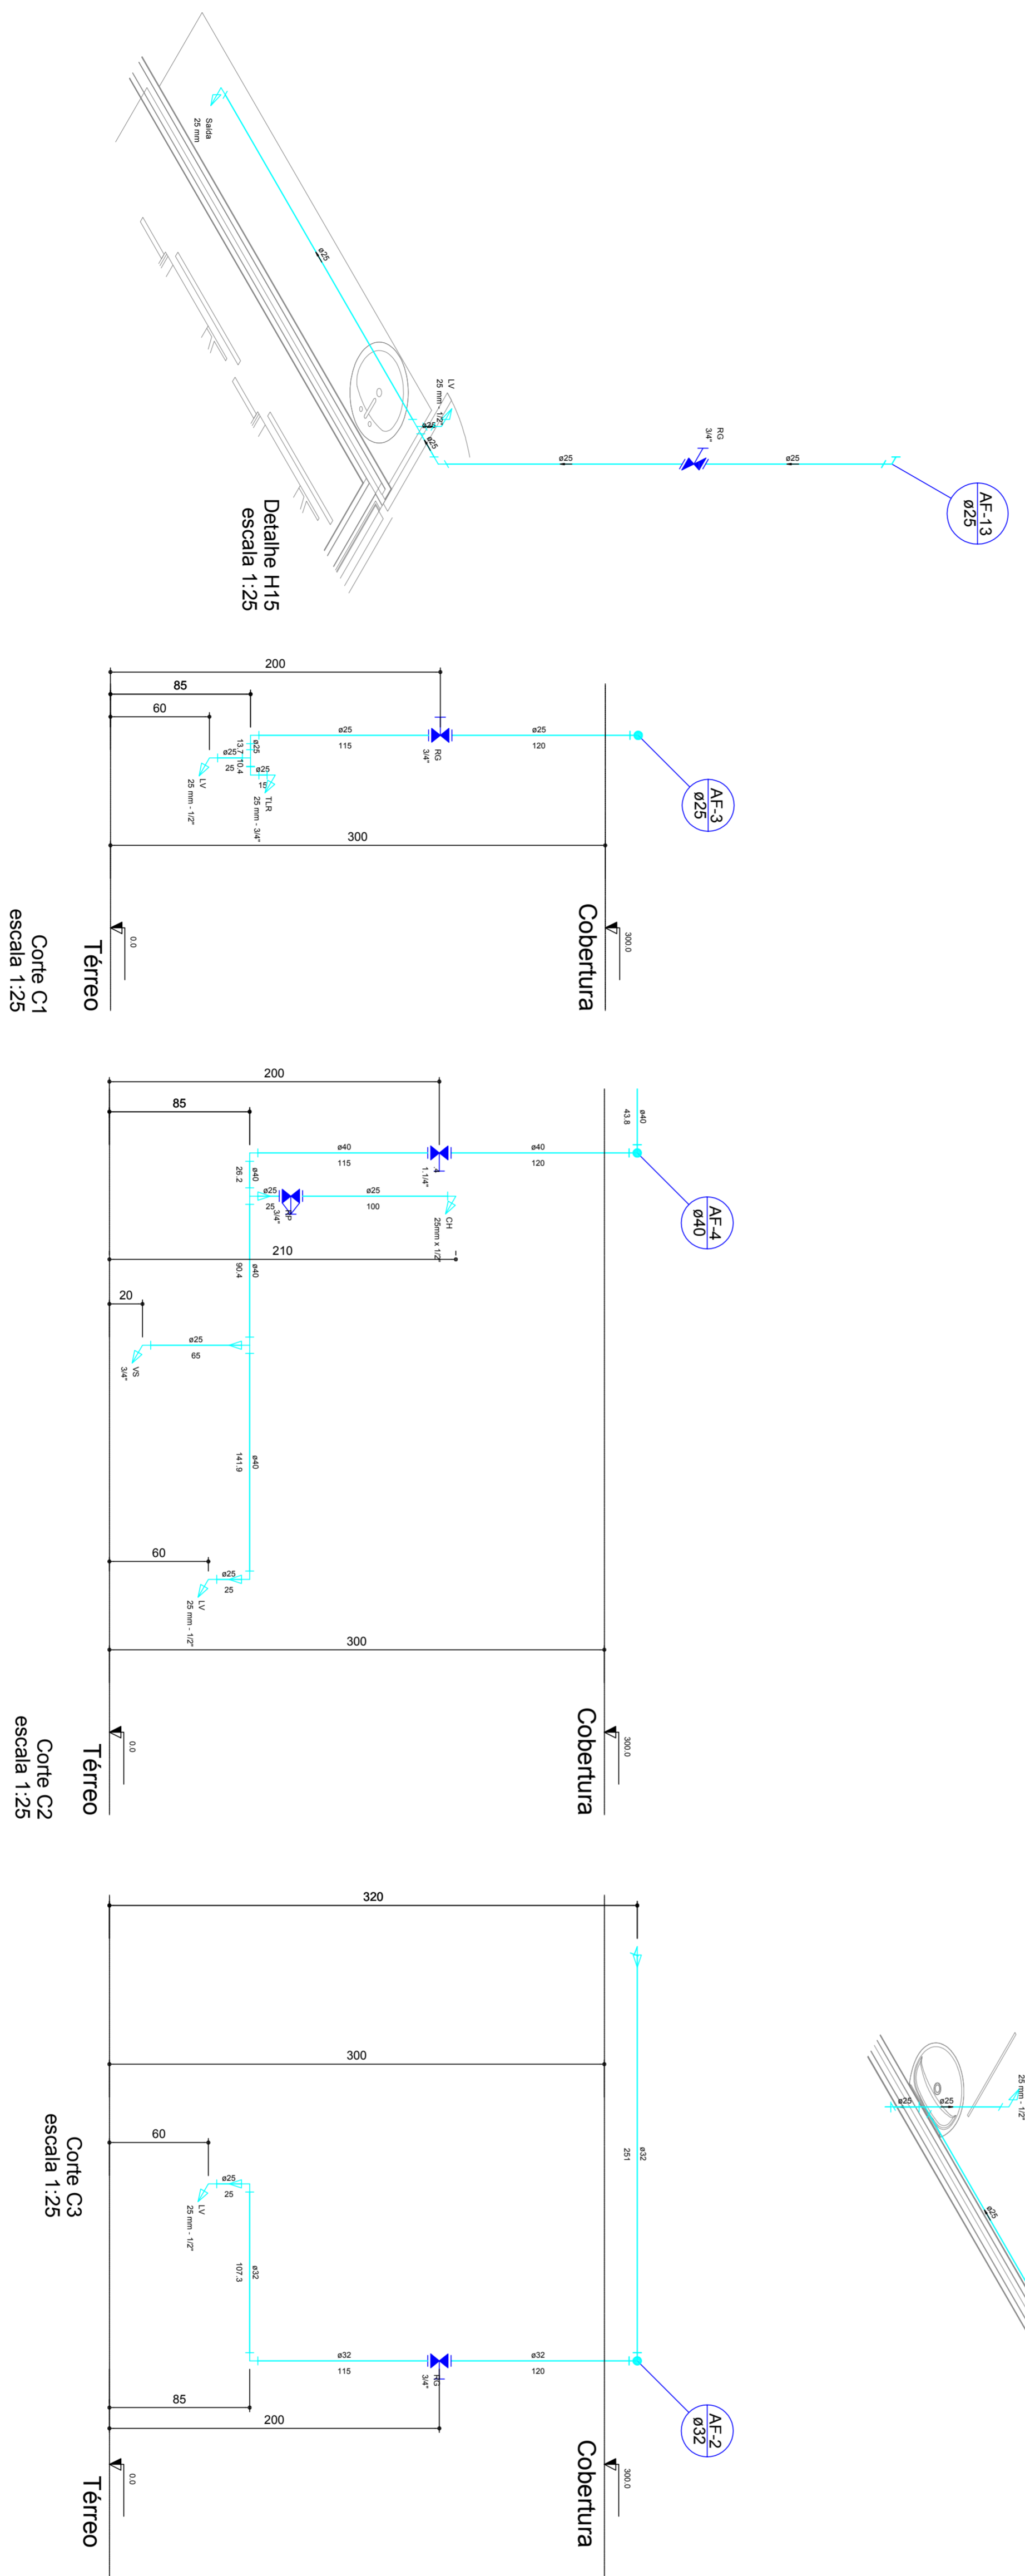 Saída
25 mm
ø25
LV
25 mm - 1/2"
ø25
ø25
ø25
RG
3/4"
ø25
AF-13
ø25
Detalhe H15
escala 1:25
200
85
60
ø25
115
RG
3/4"
ø25
120
AF-3
ø25
ø25
13.7
10.4
ø25
25
LV
25 mm - 1/2"
ø25
15
TLR
25 mm - 3/4"
300
0.0
Térreo
300.0
Cobertura
Corte C1
escala 1:25
200
85
ø40
43.8
ø40
115
1.1/4"
ø40
120
AF-4
ø40
ø40
26.2
ø25
25
RP
3/4"
ø25
100
CH
25mm x 1/2"
210
ø40
90.4
20
ø25
65
VS
3/4"
ø40
141.9
60
ø25
25
LV
25 mm - 1/2"
300
0.0
Térreo
300.0
Cobertura
Corte C2
escala 1:25
320
300
ø32
251
60
ø25
25
LV
25 mm - 1/2"
ø32
107.3
ø32
115
RG
3/4"
ø32
120
AF-2
ø32
85
200
0.0
Térreo
300.0
Cobertura
Corte C3
escala 1:25
25 mm - 1/2"
ø25
ø25
ø25